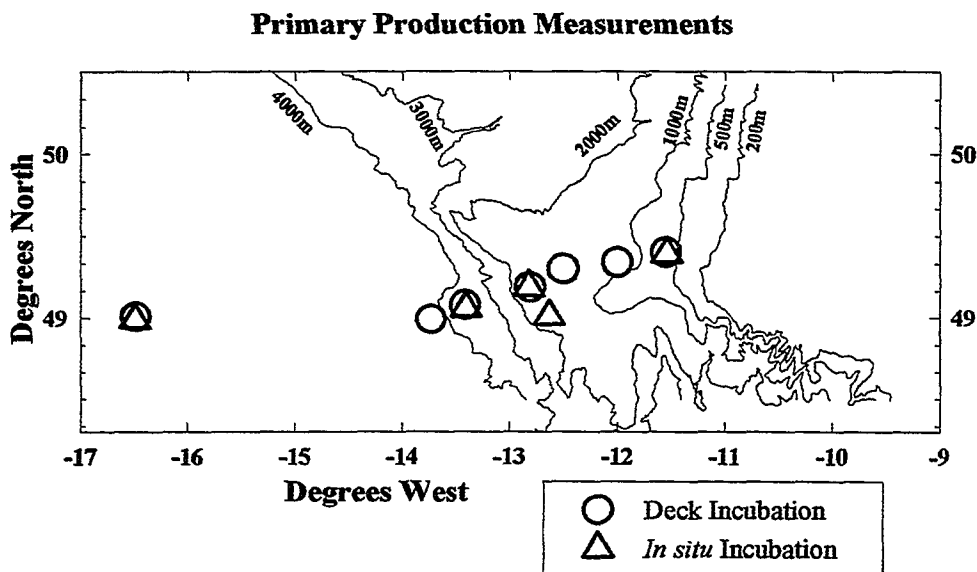 Primary Production Measurements
4000m
3000m
2000m
1000m
500m
200m
50
50
49
49
Degrees North
-17 -16 -15 -14 -13 -12 -11 -10 -9
Degrees West
Deck Incubation
In situ Incubation